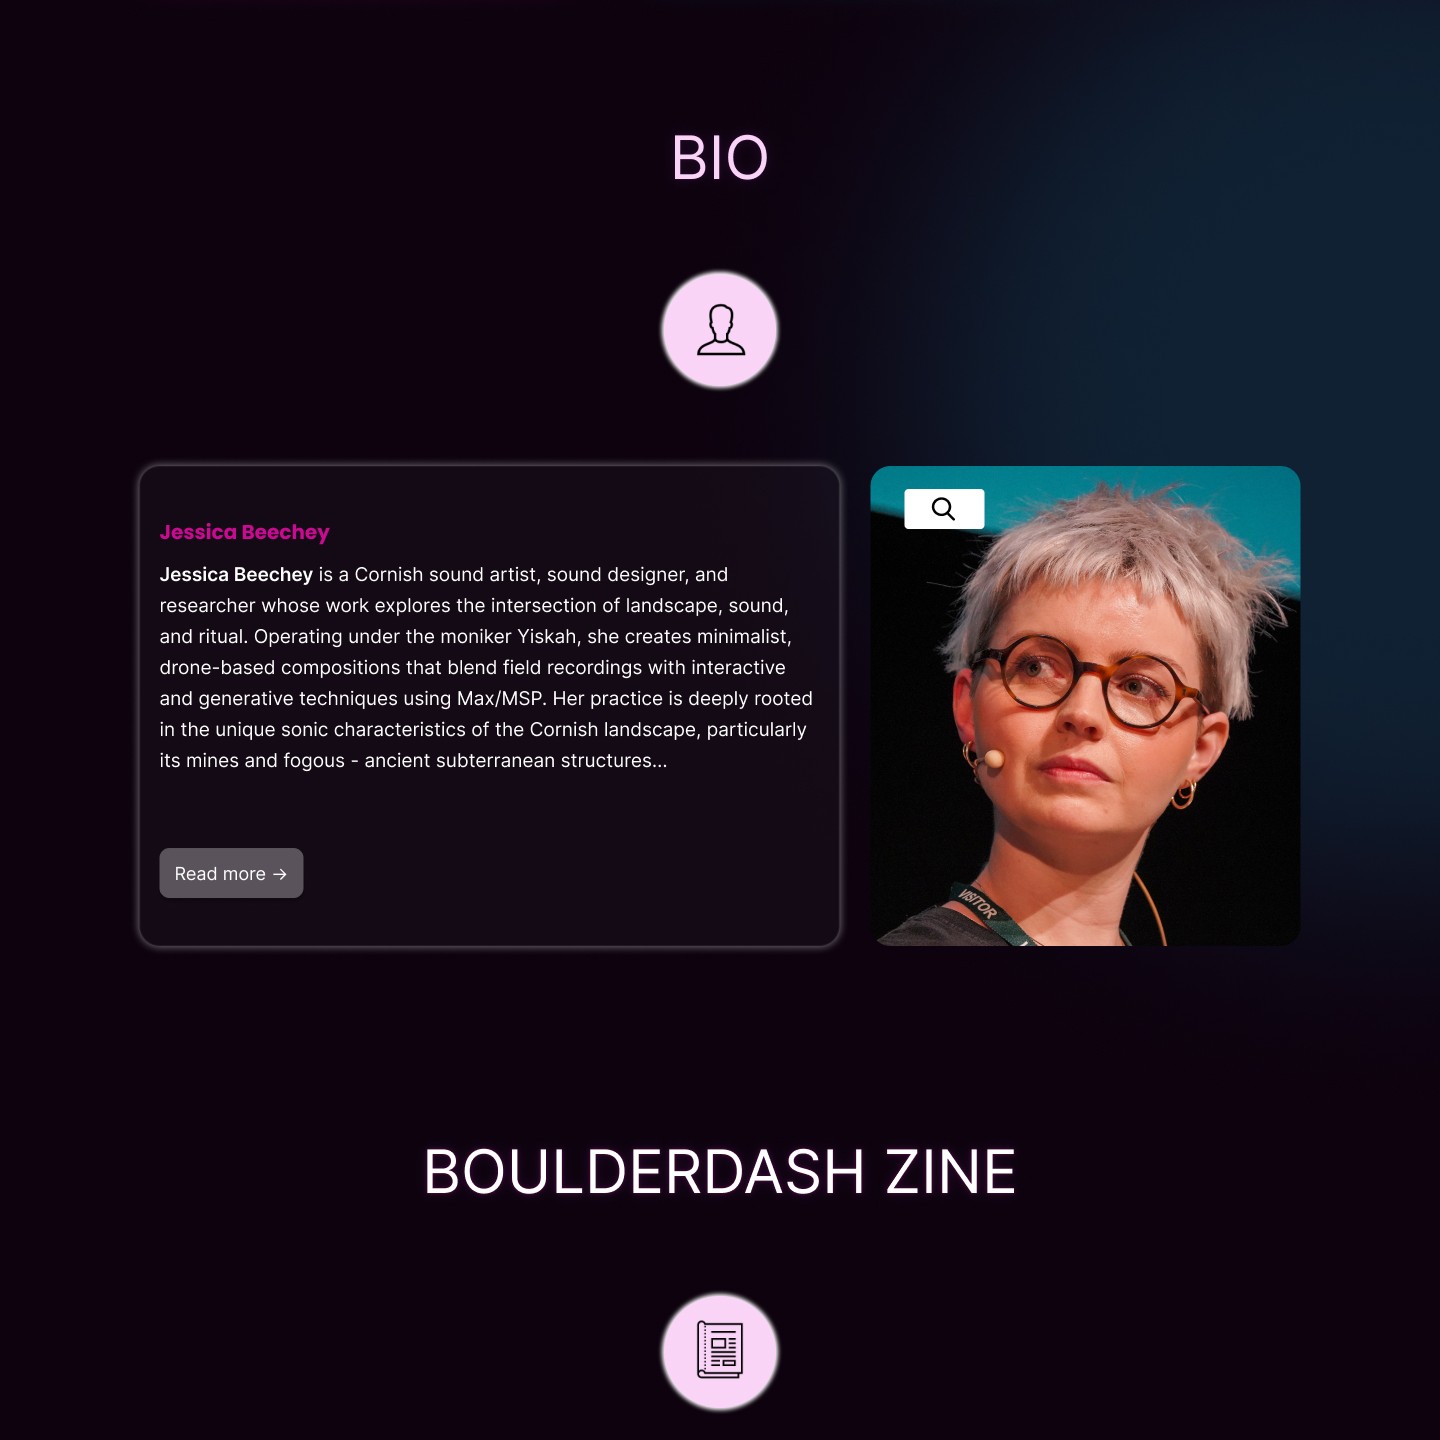 BIO
Jessica Beechey
Jessica Beechey is a Cornish sound artist, sound designer, and
researcher whose work explores the intersection of landscape, sound,
and ritual. Operating under the moniker Yiskah, she creates minimalist,
drone-based compositions that blend field recordings with interactive
and generative techniques using Max/MSP. Her practice is deeply rooted
in the unique sonic characteristics of the Cornish landscape, particularly
its mines and fogous - ancient subterranean structures...
Read more →
VISITOR
BOULDERDASH ZINE